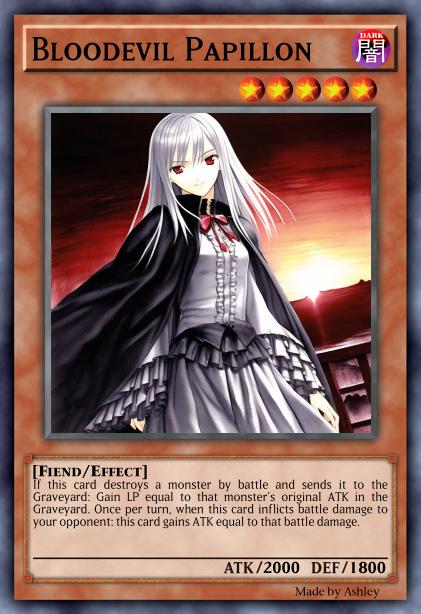 Bloodevil Papillon
DARK
闇
[Fiend/Effect]
If this card destroys a monster by battle and sends it to the
Graveyard: Gain LP equal to that monster's original ATK in the
Graveyard. Once per turn, when this card inflicts battle damage to
your opponent: this card gains ATK equal to that battle damage.
ATK/2000 DEF/1800
Made by Ashley